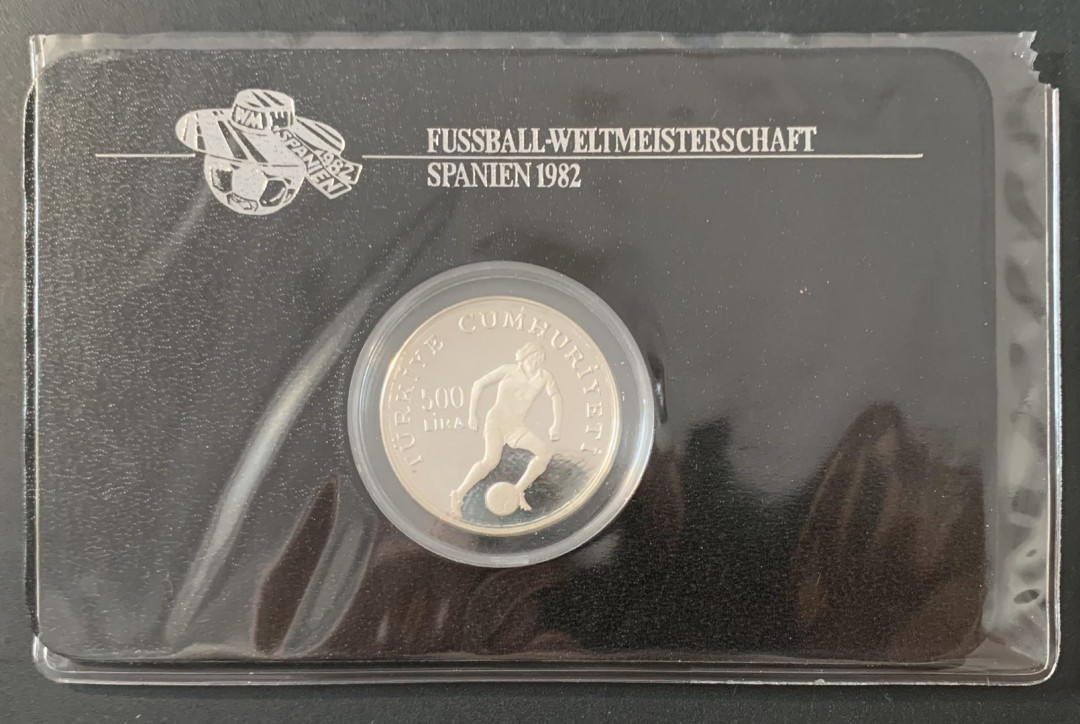 WM
SPANIEN
1982
FUSSBALL-WELTMEISTERSCHAFT
SPANIEN 1982
TÜRKİYE CUMHURİYETİ
500
LİRA